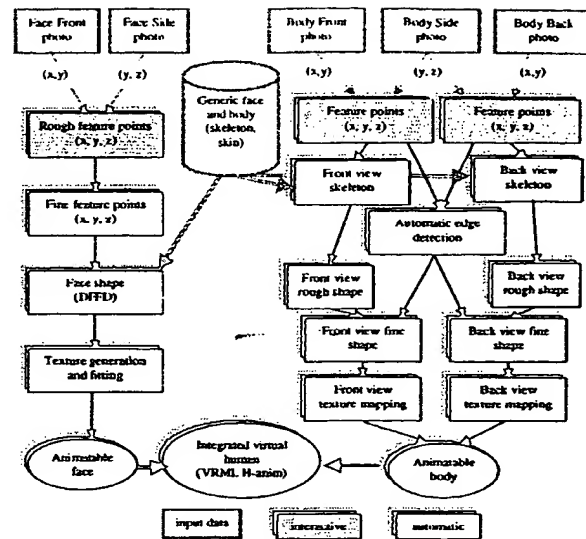 Face Front
photo
Face Side
photo
Body Front
photo
Body Side
photo
Body Back
photo
(x,y)
(y, z)
(x,y)
(y, z)
(x,y)
Generic face
and body
(skeleton,
skin)
Rough feature points
(x, y, z)
Feature points
(x, y, z)
Feature points
(x, y, z)
Front view
skeleton
Back view
skeleton
Fine feature points
(x, y, z)
Automatic edge
detection
Face shape
(DFFD)
Front view
rough shape
Back view
rough shape
Texture generation
and fitting
Front view fine
shape
Back view fine
shape
Front view
texture mapping
Back view
texture mapping
Animatable
face
Integrated virtual
human
(VRML H-anim)
Animatable
body
input data
interactive
automatic